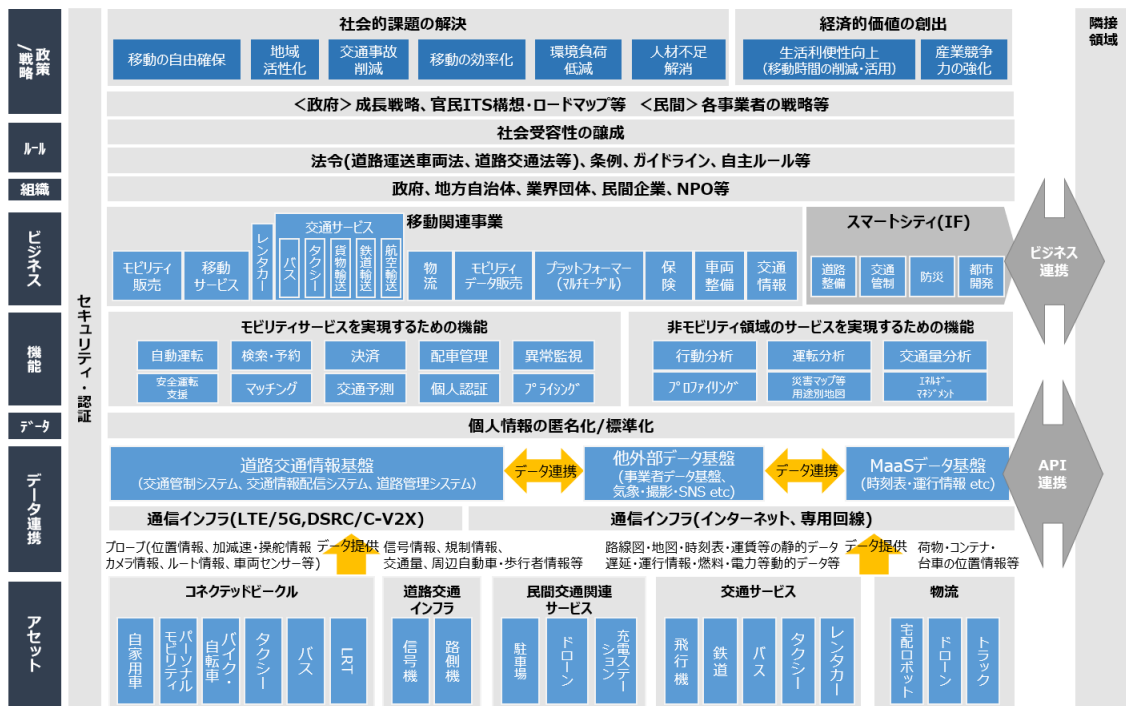 政策
/戦略
社会的課題の解決
移動の自由確保
地域
活性化
交通事故
削減
移動の効率化
環境負荷
低減
人材不足
解消
経済的価値の創出
生活利便性向上
(移動時間の削減・活用)
産業競争
力の強化
隣接
領域
<政府> 成長戦略、官民ITS構想・ロードマップ等 <民間> 各事業者の戦略等
社会受容性の醸成
ルール
法令(道路運送車両法、道路交通法等)、条例、ガイドライン、自主ルール等
組織
政府、地方自治体、業界団体、民間企業、NPO等
セキュリティ・認証
ビジネス
移動関連事業
モビリティ
販売
移動
サービス
レンタカー
交通サービス
バス
タクシー
貨物輸送
鉄道輸送
航空輸送
物流
モビリティ
データ販売
プラットフォーマー
(マルチモーダル)
保険
車両
整備
交通
情報
スマートシティ(IF)
道路
整備
交通
管制
防災
都市
開発
ビジネス
連携
機能
モビリティサービスを実現するための機能
自動運転
検索・予約
決済
配車管理
異常監視
安全運転
支援
マッチング
交通予測
個人認証
プライシング
非モビリティ領域のサービスを実現するための機能
行動分析
運転分析
交通量分析
プロファイリング
災害マップ等
用途別地図
エネルギー
マネジメント
データ
個人情報の匿名化/標準化
データ連携
道路交通情報基盤
(交通管制システム、交通情報配信システム、道路管理システム)
データ連携
他外部データ基盤
(事業者データ基盤、
気象・撮影・SNS etc)
データ連携
MaaSデータ基盤
(時刻表・運行情報 etc)
API
連携
通信インフラ(LTE/5G,DSRC/C-V2X)
通信インフラ(インターネット、専用回線)
プローブ(位置情報、加減速・操舵情報
カメラ情報、ルート情報、車両センサー等)
データ提供
信号情報、規制情報、
交通量、周辺自動車・歩行者情報等
路線図・地図・時刻表・運賃等の静的データ
遅延・運行情報・燃料・電力等動的データ等
データ提供
荷物・コンテナ・
台車の位置情報等
アセット
コネクテッドビークル
自家用車
パーソナル
モビリティ
バイク・
自転車
タクシー
バス
LRT
道路交通
インフラ
信号機
路側機
民間交通関連
サービス
駐車場
ドローン
充電ステー
ション
交通サービス
飛行機
鉄道
バス
タクシー
レンタカー
物流
宅配ロボット
ドローン
トラック